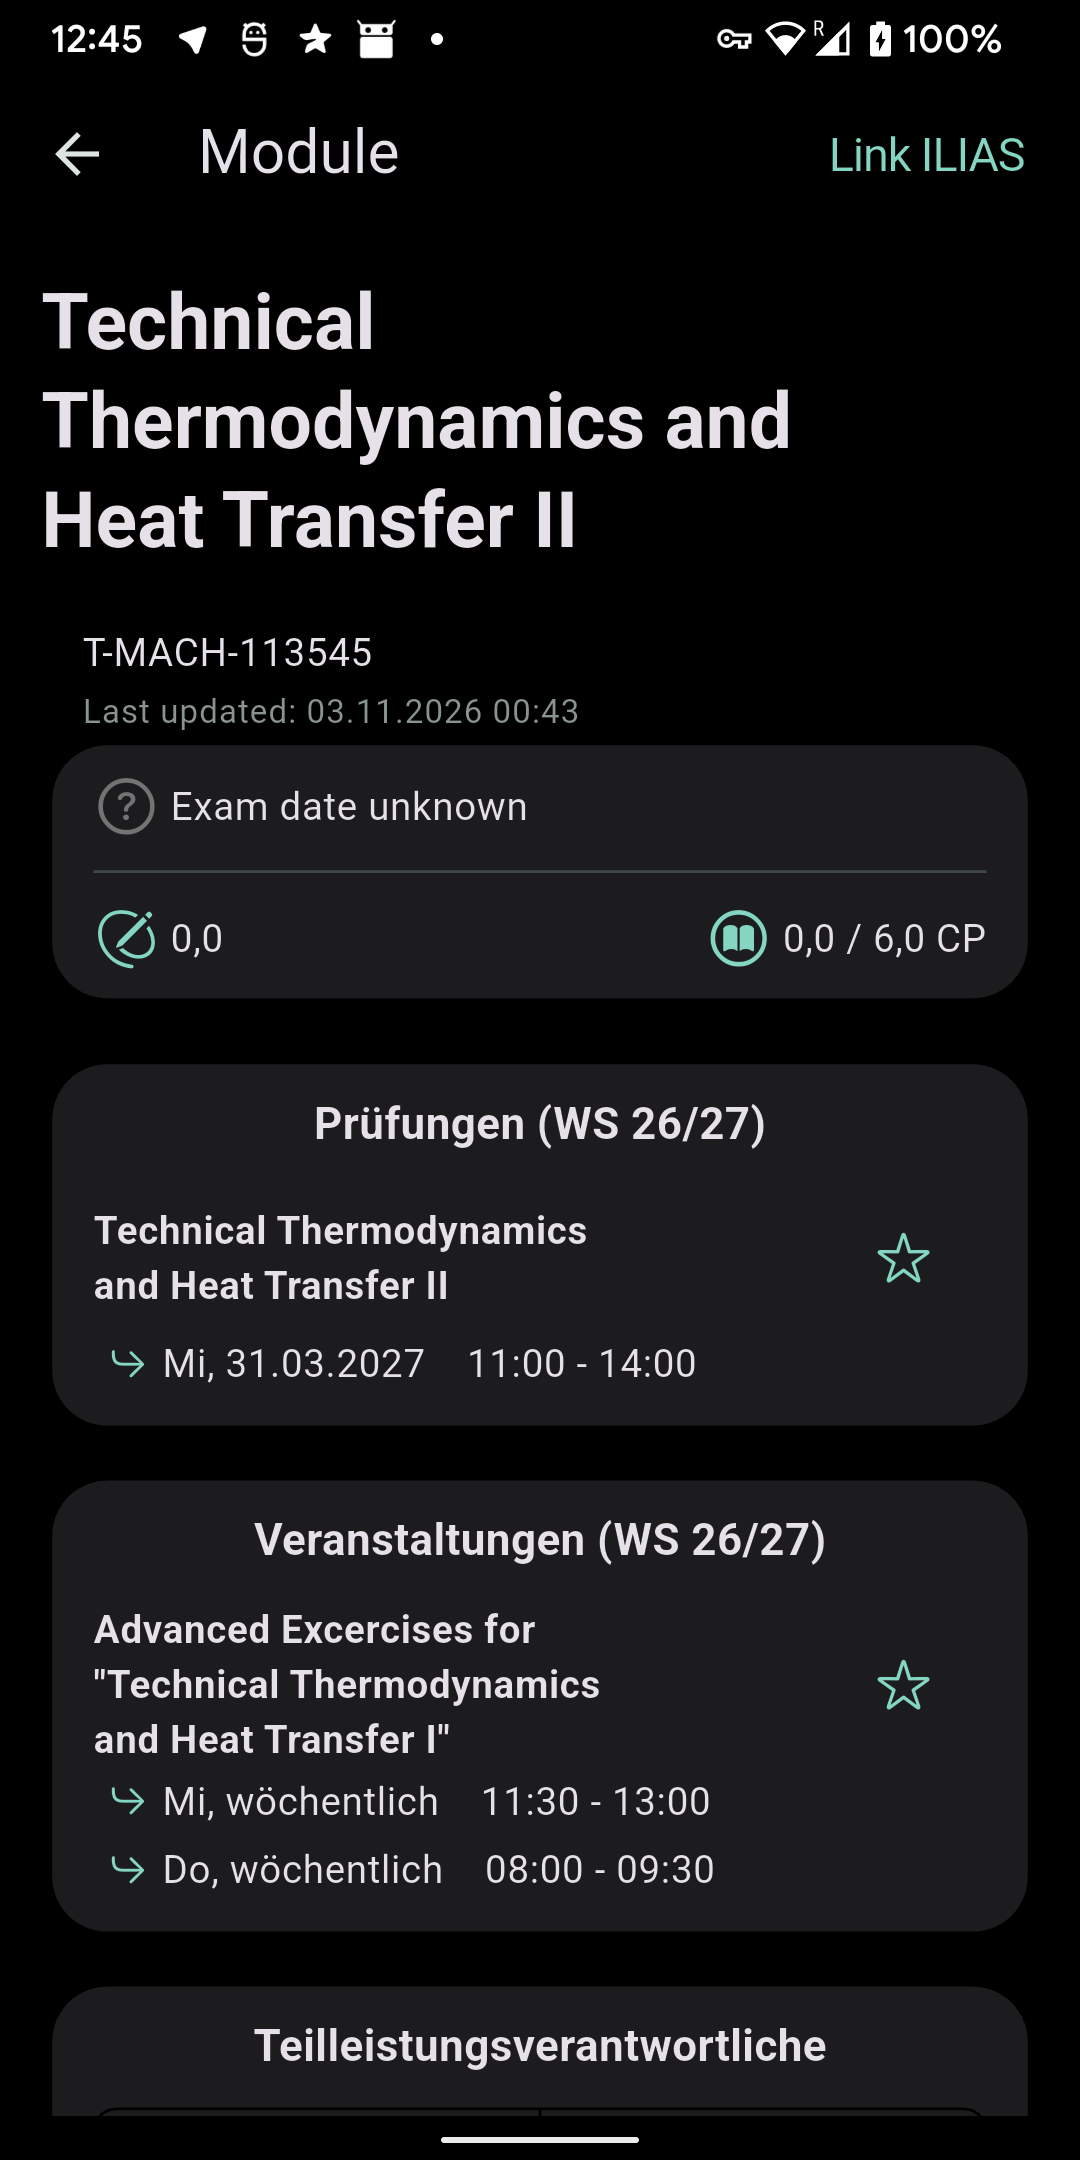 12:45
R
100%
Module
Link ILIAS
Technical
Thermodynamics and
Heat Transfer II
T-MACH-113545
Last updated: 03.11.2026 00:43
? Exam date unknown
0,0
0,0 / 6,0 CP
Prüfungen (WS 26/27)
Technical Thermodynamics
and Heat Transfer II
Mi, 31.03.2027 11:00 - 14:00
Veranstaltungen (WS 26/27)
Advanced Excercises for
"Technical Thermodynamics
and Heat Transfer I"
Mi, wöchentlich 11:30 - 13:00
Do, wöchentlich 08:00 - 09:30
Teilleistungsverantwortliche